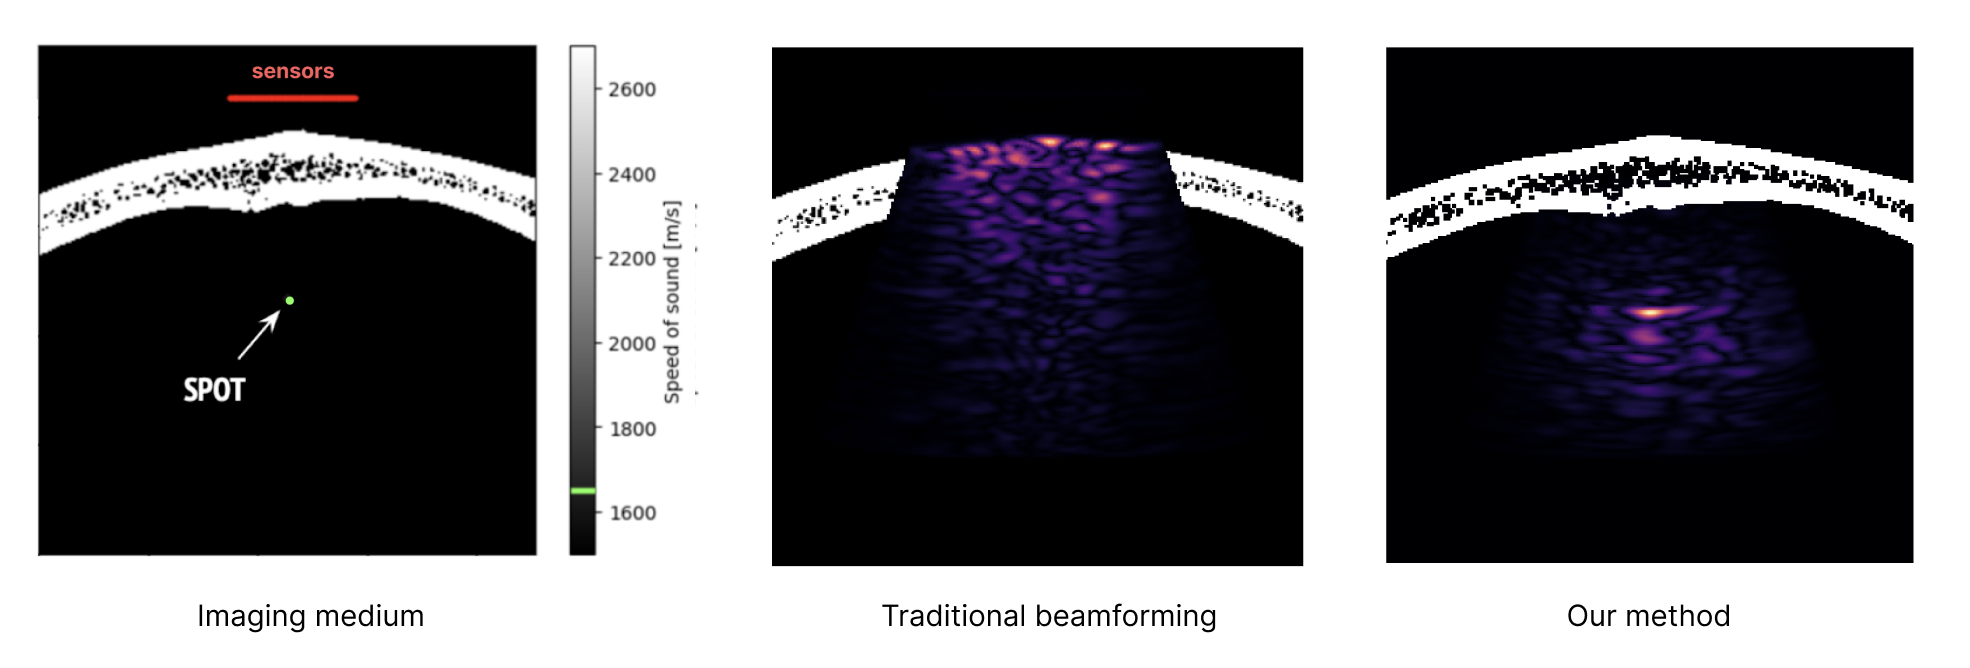 sensors
SPOT
2600
2400
2200
2000
1800
1600
Speed of sound [m/s]
Imaging medium
Traditional beamforming
Our method